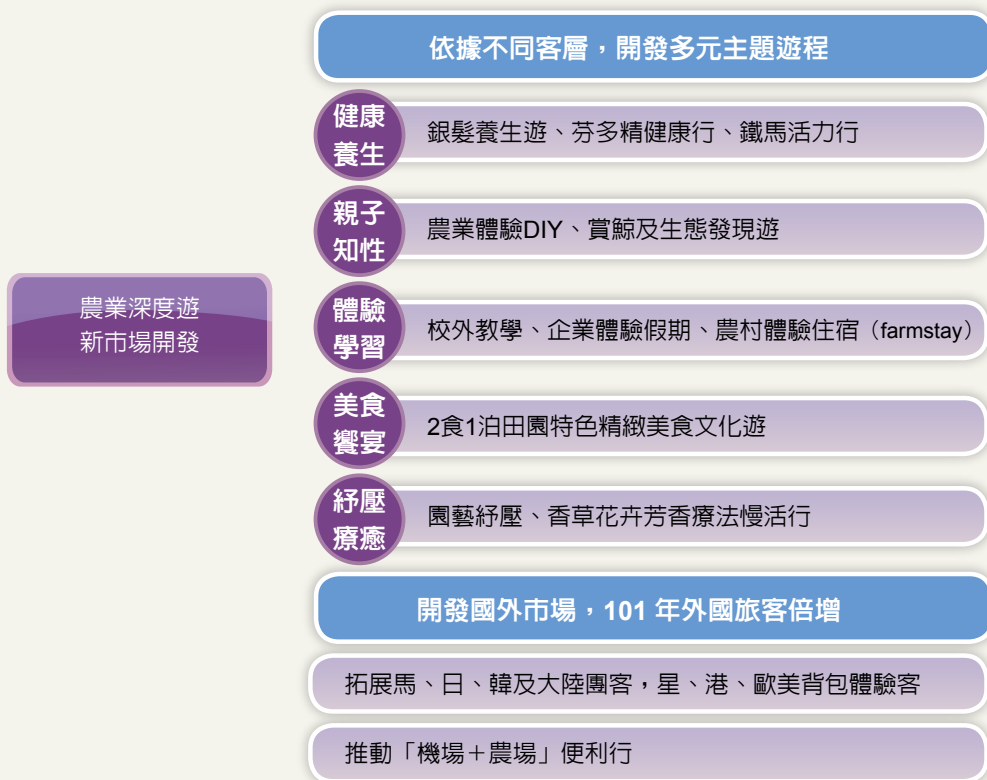 依據不同客層，開發多元主題遊程
健康
養生
銀髮養生遊、芬多精健康行、鐵馬活力行
親子
知性
農業體驗DIY、賞鯨及生態發現遊
農業深度遊
新市場開發
體驗
學習
校外教學、企業體驗假期、農村體驗住宿（farmstay）
美食
饗宴
2食1泊田園特色精緻美食文化遊
紓壓
療癒
園藝紓壓、香草花卉芳香療法慢活行
開發國外市場，101 年外國旅客倍增
拓展馬、日、韓及大陸團客，星、港、歐美背包體驗客
推動「機場＋農場」便利行